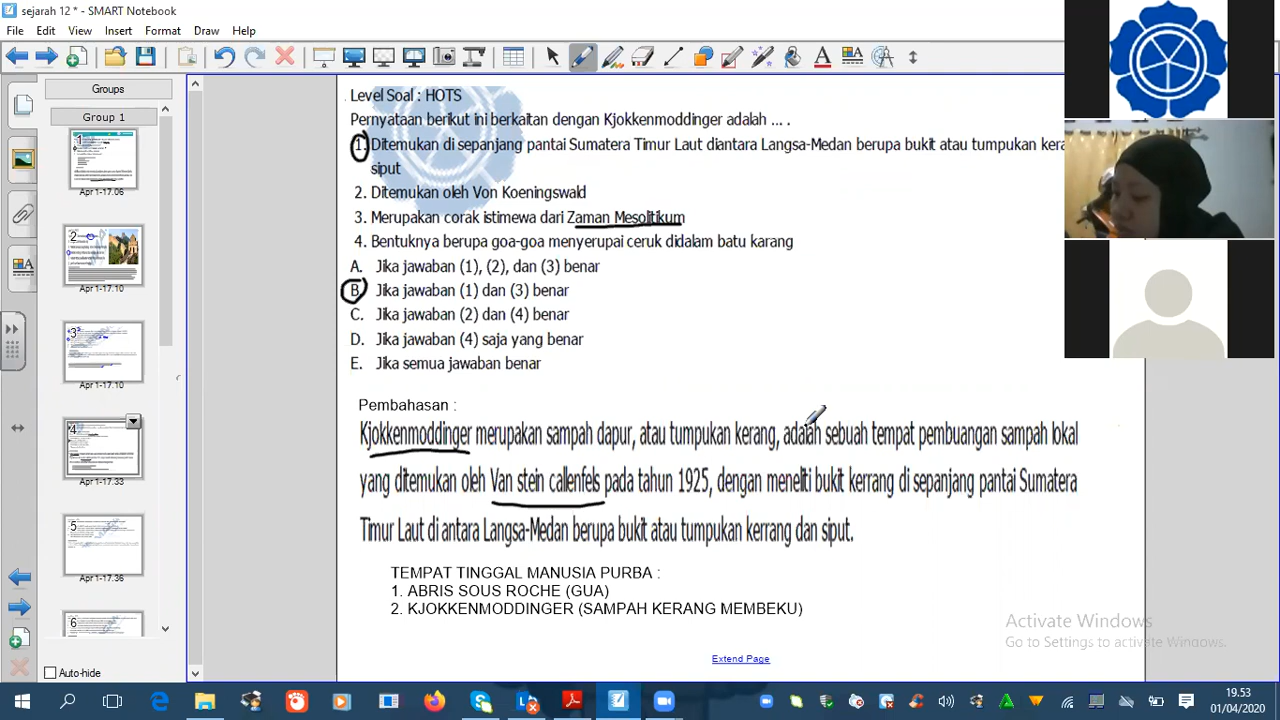 sejarah 12 * - SMART Notebook
File Edit View Insert Format Draw Help
Groups
Group 1
1
Apr 1-17.06
2
Apr 1-17.10
3
Apr 1-17.10
4
Apr 1-17.33
5
Apr 1-17.36
6
Auto-hide
Level Soal : HOTS
Pernyataan berikut ini berkaitan dengan Kjokkenmoddinger adalah ... .
1. Ditemukan di sepanjang pantai Sumatera Timur Laut diantara Langsa-Medan berupa bukit atau tumpukan
siput
2. Ditemukan oleh Von Koeningswald
3. Merupakan corak istimewa dari Zaman Mesolitikum
4. Bentuknya berupa goa-goa menyerupai ceruk didalam batu karang
A. Jika jawaban (1), (2), dan (3) benar
B. Jika jawaban (1) dan (3) benar
C. Jika jawaban (2) dan (4) benar
D. Jika jawaban (4) saja yang benar
E. Jika semua jawaban benar
Pembahasan :
Kjokkenmoddinger merupakan sampah dapur, atau tumpukan kerang, adalah sebuah tempat pembuangan sampah lokal
yang ditemukan oleh Van stein callenfels pada tahun 1925, dengan meneliti bukit kerrang di sepanjang pantai Sumatera
Timur Laut di antara Langsa-Medan berupa bukit atau tumpukan kerrang dan siput.
TEMPAT TINGGAL MANUSIA PURBA :
1. ABRIS SOUS ROCHE (GUA)
2. KJOKKENMODDINGER (SAMPAH KERANG MEMBEKU)
Activate Windows
Go to Settings to activate Windows.
Extend Page
19.53
01/04/2020